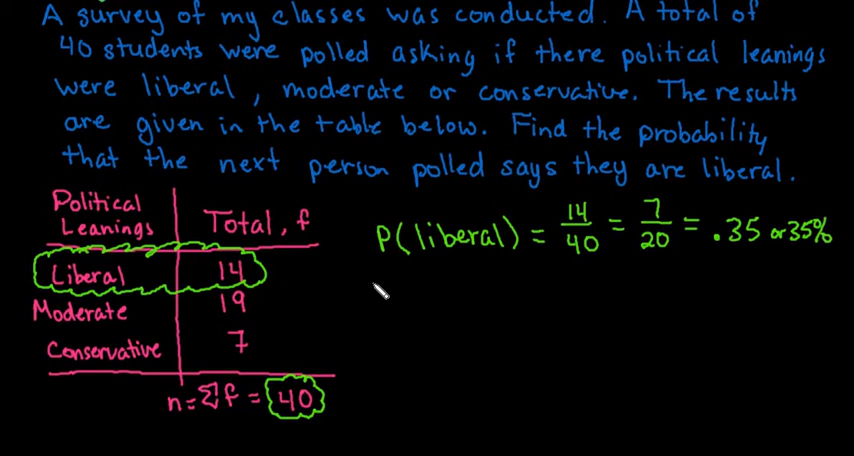 A survey of my classes was conducted. A total of
40 students were polled asking if there political leanings
were liberal, moderate or conservative. The results
are given in the table below. Find the probability
that the next person polled says they are liberal.
Political Leanings Total, f
Liberal 14
Moderate 19
Conservative 7
n = Σf = 40
P(liberal) = 14/40 = 7/20 = .35 or 35%